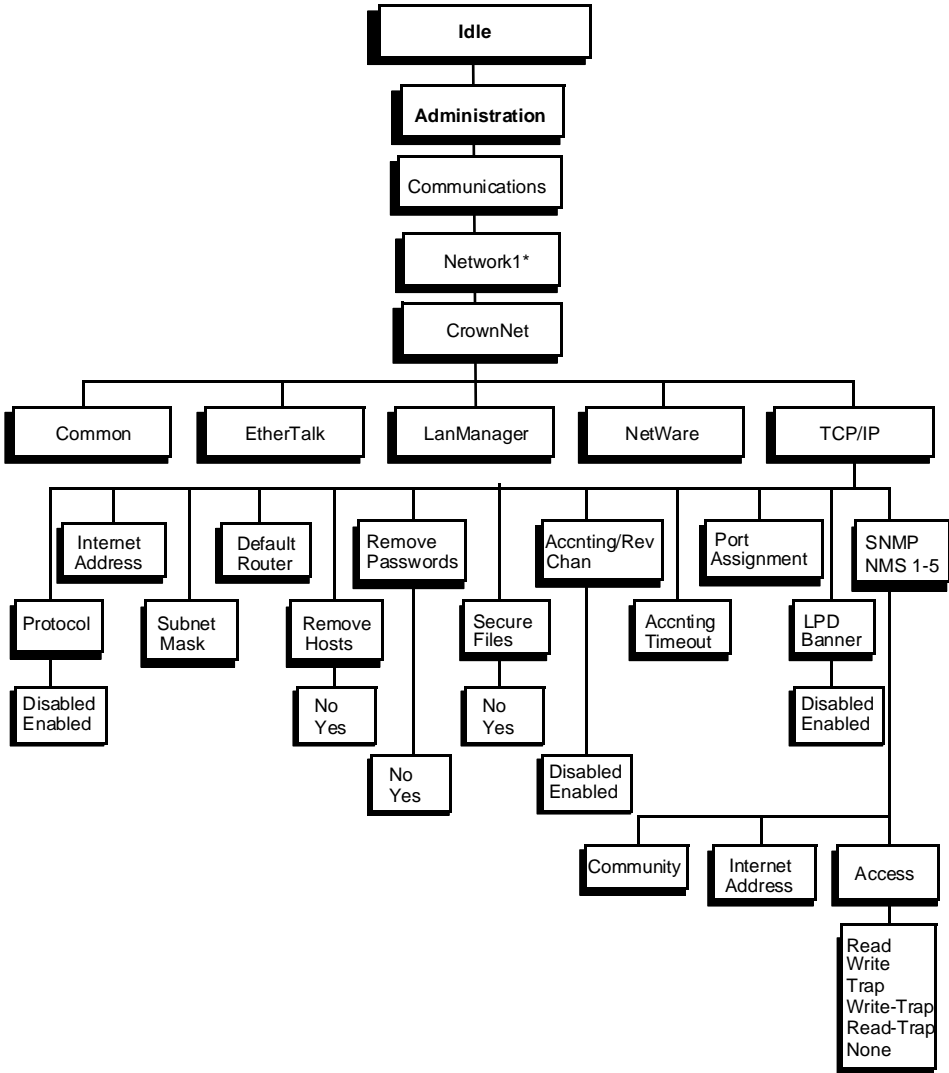 Idle
Administration
Communications
Network1*
CrownNet
Common
EtherTalk
LanManager
NetWare
TCP/IP
Internet
Address
Default
Router
Remove
Passwords
Accnting/Rev
Chan
Port
Assignment
SNMP
NMS 1-5
Protocol
Subnet
Mask
Remove
Hosts
Secure
Files
Accnting
Timeout
LPD
Banner
Disabled
Enabled
No
Yes
No
Yes
Disabled
Enabled
No
Yes
Disabled
Enabled
Community
Internet
Address
Access
Read
Write
Trap
Write-Trap
Read-Trap
None